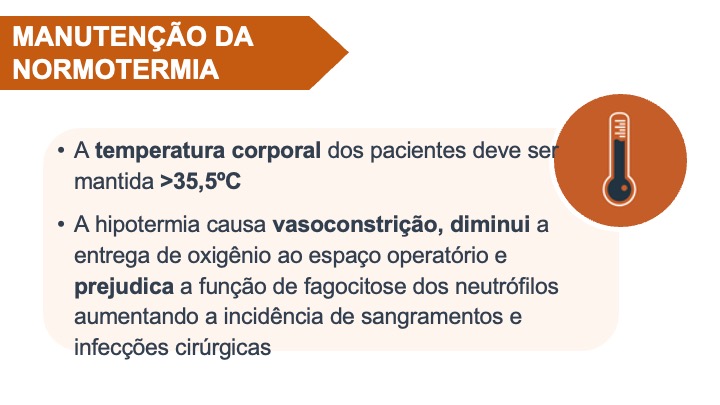 MANUTENÇÃO DA
NORMOTERMIA
• A temperatura corporal dos pacientes deve ser
mantida >35,5ºC
• A hipotermia causa vasoconstrição, diminui a
entrega de oxigênio ao espaço operatório e
prejudica a função de fagocitose dos neutrófilos
aumentando a incidência de sangramentos e
infecções cirúrgicas